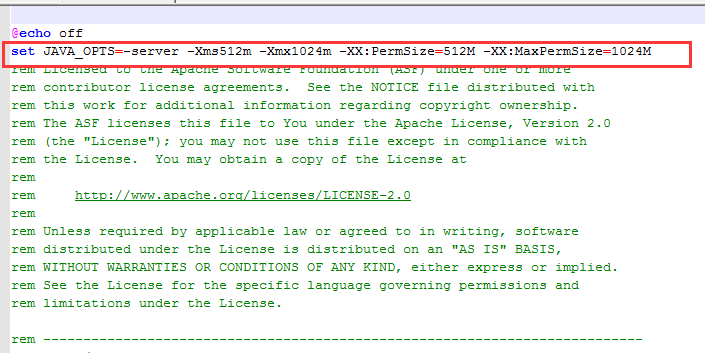 @echo off
set JAVA_OPTS=-server -Xms512m -Xmx1024m -XX:PermSize=512M -XX:MaxPermSize=1024M
rem Licensed to the Apache Software Foundation (ASF) under one or more
rem contributor license agreements.  See the NOTICE file distributed with
rem this work for additional information regarding copyright ownership.
rem The ASF licenses this file to You under the Apache License, Version 2.0
rem (the "License"); you may not use this file except in compliance with
rem the License.  You may obtain a copy of the License at
rem
rem     http://www.apache.org/licenses/LICENSE-2.0
rem
rem Unless required by applicable law or agreed to in writing, software
rem distributed under the License is distributed on an "AS IS" BASIS,
rem WITHOUT WARRANTIES OR CONDITIONS OF ANY KIND, either express or implied.
rem See the License for the specific language governing permissions and
rem limitations under the License.
rem ---------------------------------------------------------------------------